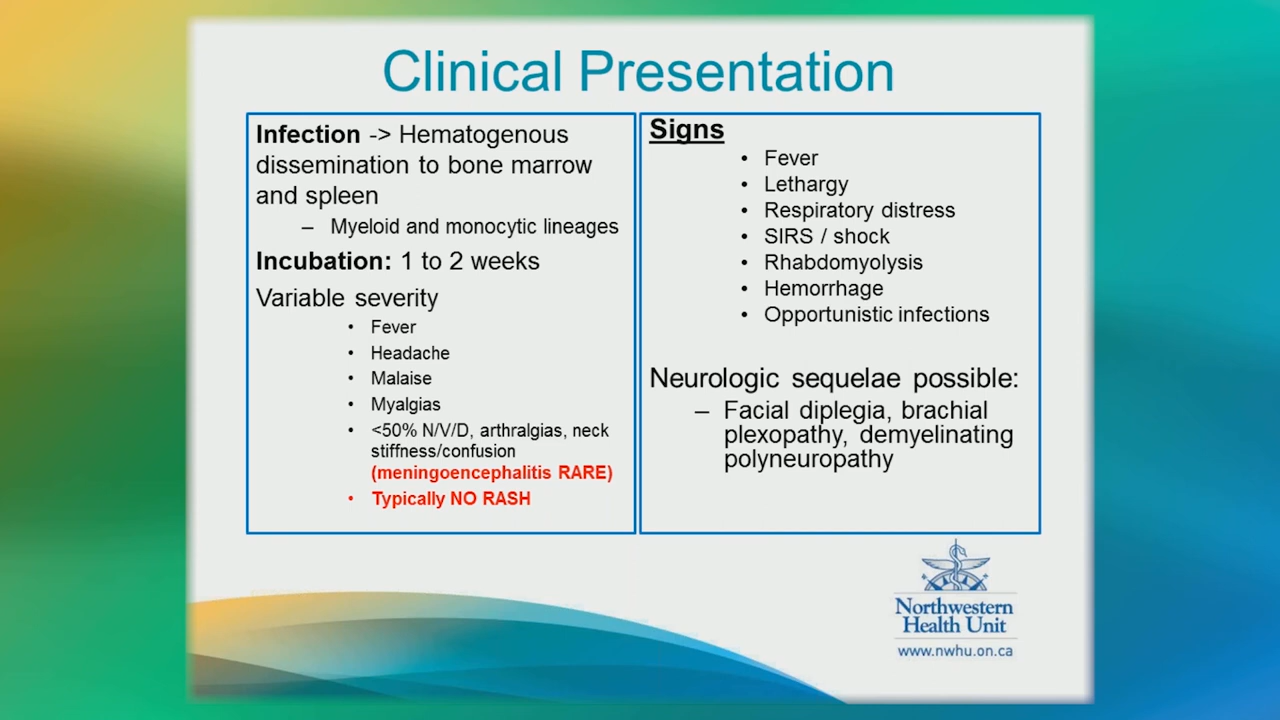 Clinical Presentation
Infection -> Hematogenous
dissemination to bone marrow
and spleen
– Myeloid and monocytic lineages
Incubation: 1 to 2 weeks
Variable severity
• Fever
• Headache
• Malaise
• Myalgias
• <50% N/V/D, arthralgias, neck
stiffness/confusion
(meningoencephalitis RARE)
• Typically NO RASH
Signs
• Fever
• Lethargy
• Respiratory distress
• SIRS / shock
• Rhabdomyolysis
• Hemorrhage
• Opportunistic infections
Neurologic sequelae possible:
– Facial diplegia, brachial
plexopathy, demyelinating
polyneuropathy
Northwestern
Health Unit
www.nwhu.on.ca